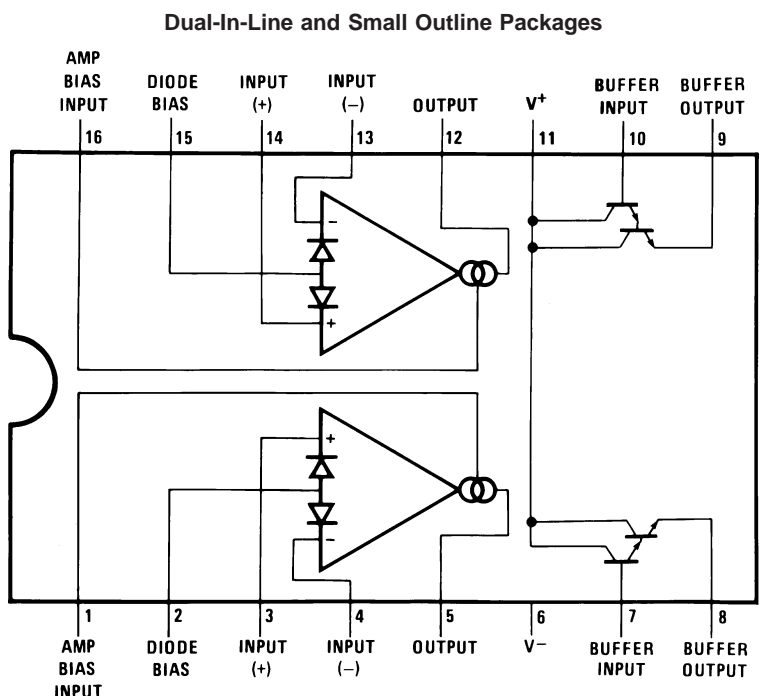 Dual-In-Line and Small Outline Packages
AMP
BIAS
INPUT
DIODE
BIAS
INPUT
(+)
INPUT
(−)
OUTPUT
V+
BUFFER
INPUT
BUFFER
OUTPUT
16
15
14
13
12
11
10
9
−
+
+
−
1
2
3
4
5
6
7
8
AMP
BIAS
INPUT
DIODE
BIAS
INPUT
(+)
INPUT
(−)
OUTPUT
V−
BUFFER
INPUT
BUFFER
OUTPUT